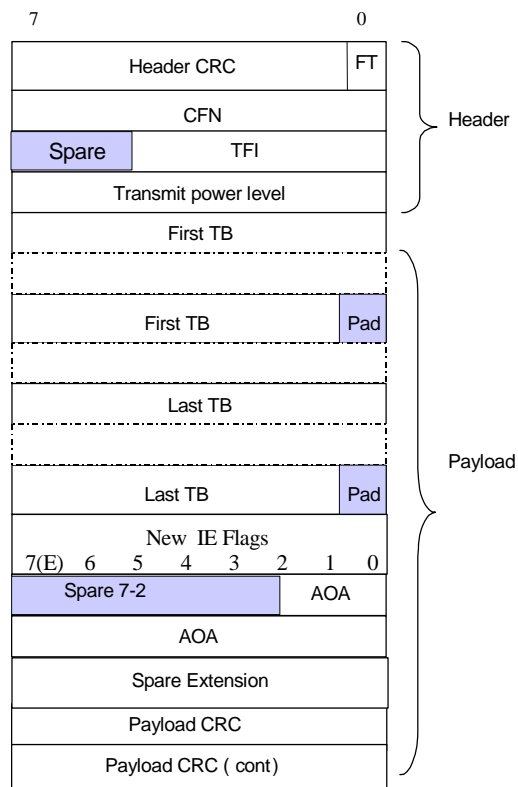 7 0
Header CRC FT
Header
CFN
Spare TFI
Transmit power level
First TB
First TB Pad
Last TB
Payload
Last TB Pad
New IE Flags
7(E) 6 5 4 3 2 1 0
Spare 7-2 AOA
AOA
Spare Extension
Payload CRC
Payload CRC ( cont)